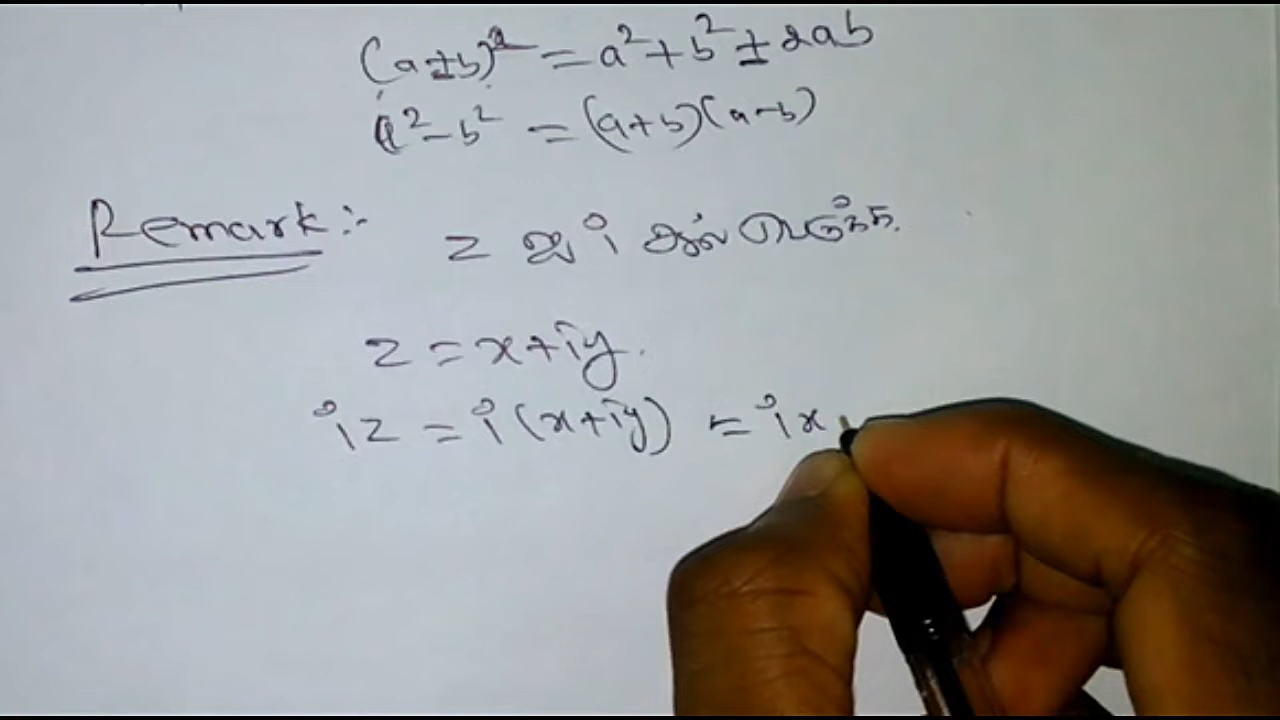 (a±b)² = a²+b² ± 2ab
a²-b² = (a+b)(a-b)
Remark:- z ஐ i ஆல் பெருக்க.
z = x+iy.
iz = i(x+iy) = ix